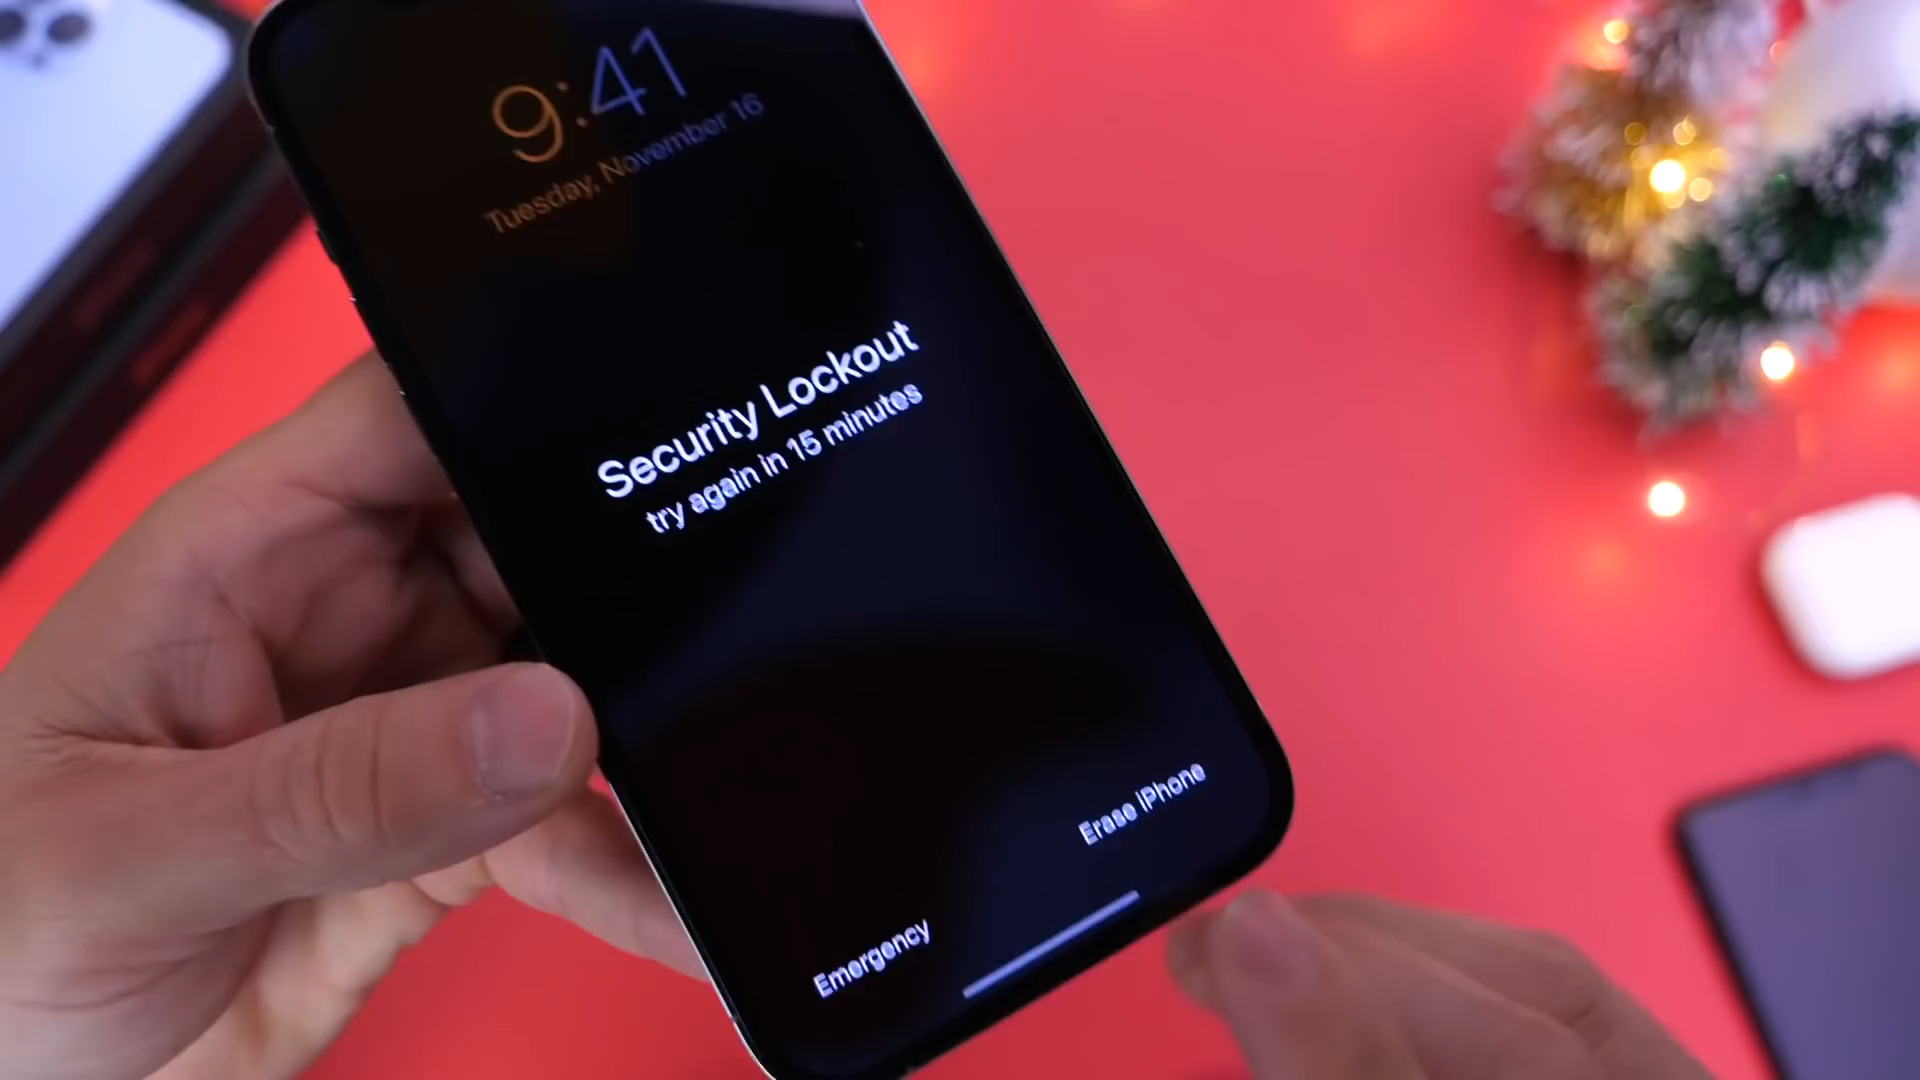 9:41
Tuesday, November 16
Security Lockout
try again in 15 minutes
Erase iPhone
Emergency